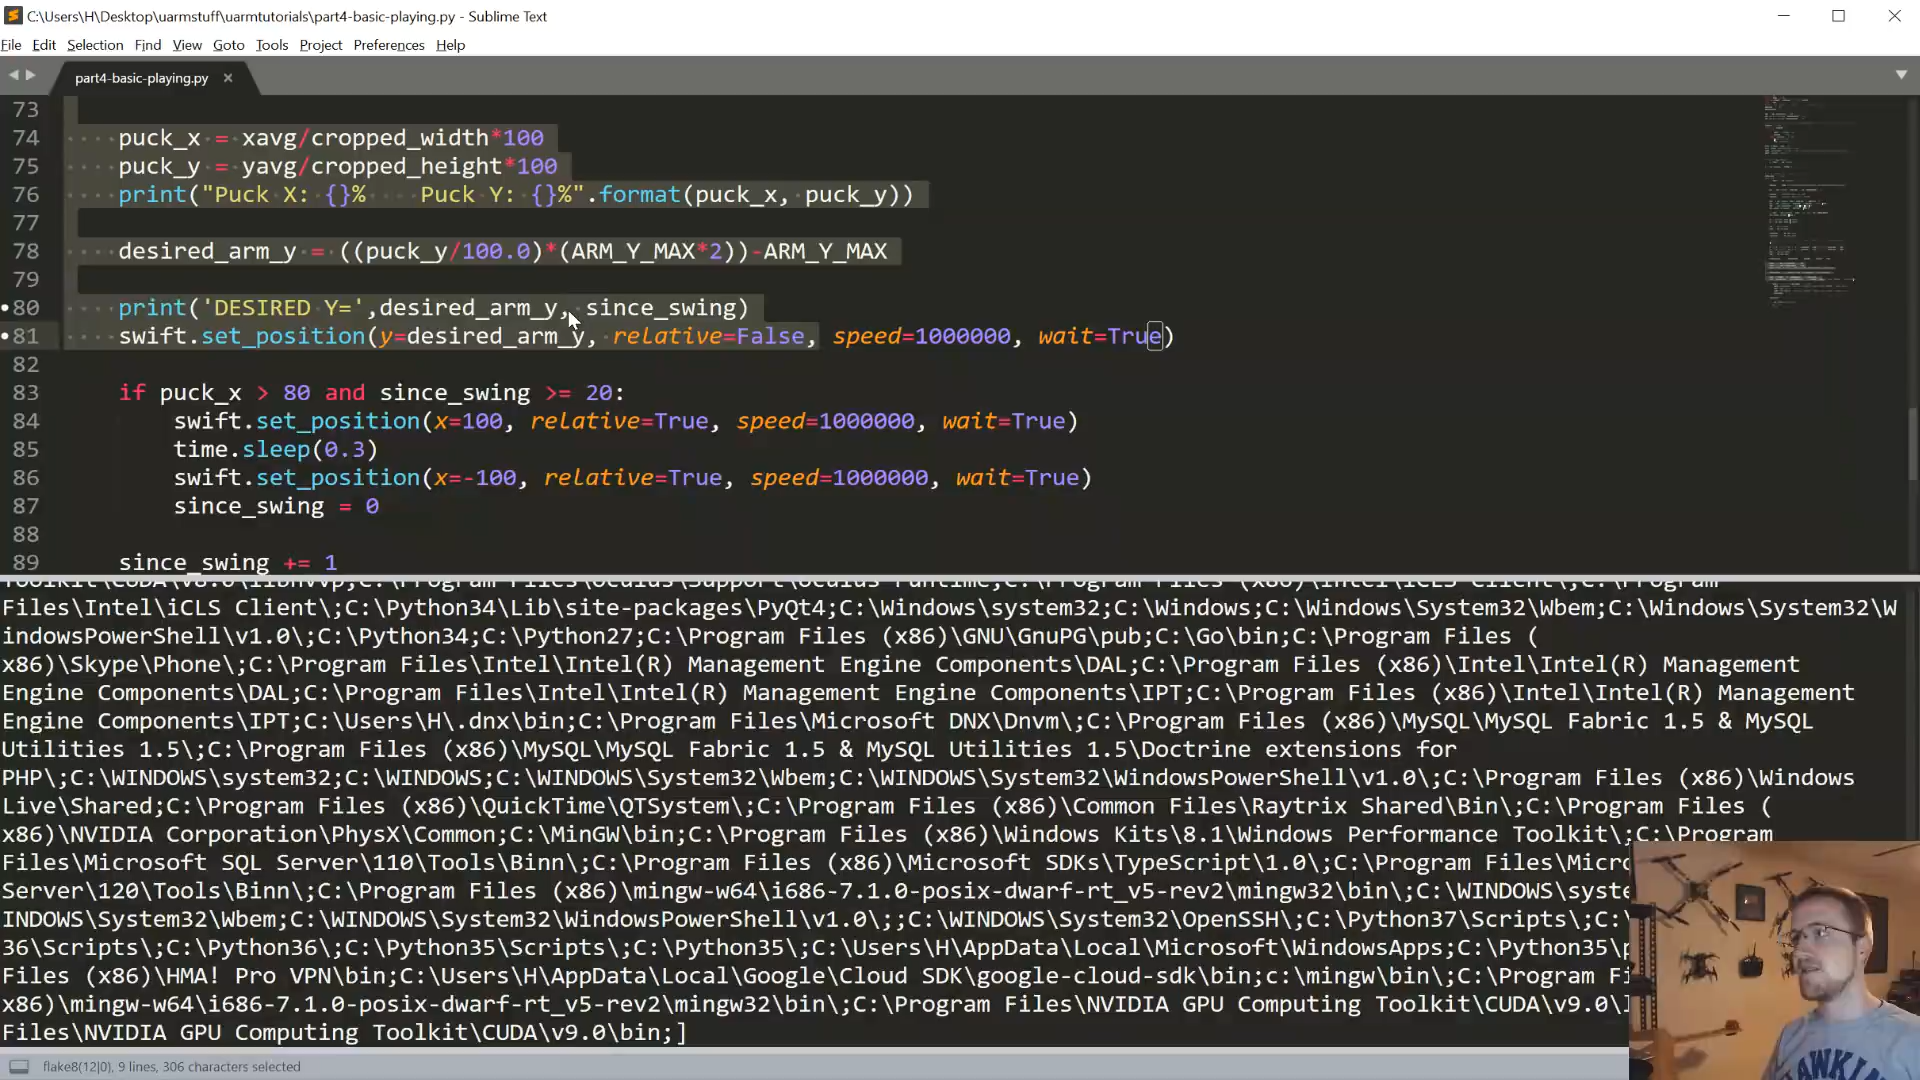 C:\Users\H\Desktop\uarmstuff\uarmtutorials\part4-basic-playing.py - Sublime Text
File Edit Selection Find View Goto Tools Project Preferences Help
part4-basic-playing.py
73
74 puck_x = xavg/cropped_width*100
75 puck_y = yavg/cropped_height*100
76 print("Puck X: {}%    Puck Y: {}%".format(puck_x, puck_y))
77
78 desired_arm_y = ((puck_y/100.0)*(ARM_Y_MAX*2))-ARM_Y_MAX
79
80 print('DESIRED Y=',desired_arm_y, since_swing)
81 swift.set_position(y=desired_arm_y, relative=False, speed=1000000, wait=True)
82
83 if puck_x > 80 and since_swing >= 20:
84 swift.set_position(x=100, relative=True, speed=1000000, wait=True)
85 time.sleep(0.3)
86 swift.set_position(x=-100, relative=True, speed=1000000, wait=True)
87 since_swing = 0
88
89 since_swing += 1
Files\Intel\iCLS Client\;C:\Python34\Lib\site-packages\PyQt4;C:\Windows\system32;C:\Windows;C:\Windows\System32\Wbem;C:\Windows\System32\W
indowsPowerShell\v1.0\;C:\Python34;C:\Python27;C:\Program Files (x86)\GNU\GnuPG\pub;C:\Go\bin;C:\Program Files (
x86)\Skype\Phone\;C:\Program Files\Intel\Intel(R) Management Engine Components\DAL;C:\Program Files (x86)\Intel\Intel(R) Management
Engine Components\DAL;C:\Program Files\Intel\Intel(R) Management Engine Components\IPT;C:\Program Files (x86)\Intel\Intel(R) Management
Engine Components\IPT;C:\Users\H\.dnx\bin;C:\Program Files\Microsoft DNX\Dnvm\;C:\Program Files (x86)\MySQL\MySQL Fabric 1.5 & MySQL
Utilities 1.5\;C:\Program Files (x86)\MySQL\MySQL Fabric 1.5 & MySQL Utilities 1.5\Doctrine extensions for
PHP\;C:\WINDOWS\system32;C:\WINDOWS;C:\WINDOWS\System32\Wbem;C:\WINDOWS\System32\WindowsPowerShell\v1.0\;C:\Program Files (x86)\Windows
Live\Shared;C:\Program Files (x86)\QuickTime\QTSystem\;C:\Program Files (x86)\Common Files\Raytrix Shared\Bin\;C:\Program Files (
x86)\NVIDIA Corporation\PhysX\Common;C:\MinGW\bin;C:\Program Files (x86)\Windows Kits\8.1\Windows Performance Toolkit\;C:\Program
Files\Microsoft SQL Server\110\Tools\Binn\;C:\Program Files (x86)\Microsoft SDKs\TypeScript\1.0\;C:\Program Files\Micro
Server\120\Tools\Binn\;C:\Program Files (x86)\mingw-w64\i686-7.1.0-posix-dwarf-rt_v5-rev2\mingw32\bin\;C:\WINDOWS\syste
INDOWS\System32\Wbem;C:\WINDOWS\System32\WindowsPowerShell\v1.0\;;C:\WINDOWS\System32\OpenSSH\;C:\Python37\Scripts\;C:\
36\Scripts\;C:\Python36\;C:\Python35\Scripts\;C:\Python35\;C:\Users\H\AppData\Local\Microsoft\WindowsApps;C:\Python35\p
Files (x86)\HMA! Pro VPN\bin;C:\Users\H\AppData\Local\Google\Cloud SDK\google-cloud-sdk\bin;c:\mingw\bin\;C:\Program Fi
x86)\mingw-w64\i686-7.1.0-posix-dwarf-rt_v5-rev2\mingw32\bin\;C:\Program Files\NVIDIA GPU Computing Toolkit\CUDA\v9.0\l
Files\NVIDIA GPU Computing Toolkit\CUDA\v9.0\bin;]
flake8(12|0), 9 lines, 306 characters selected